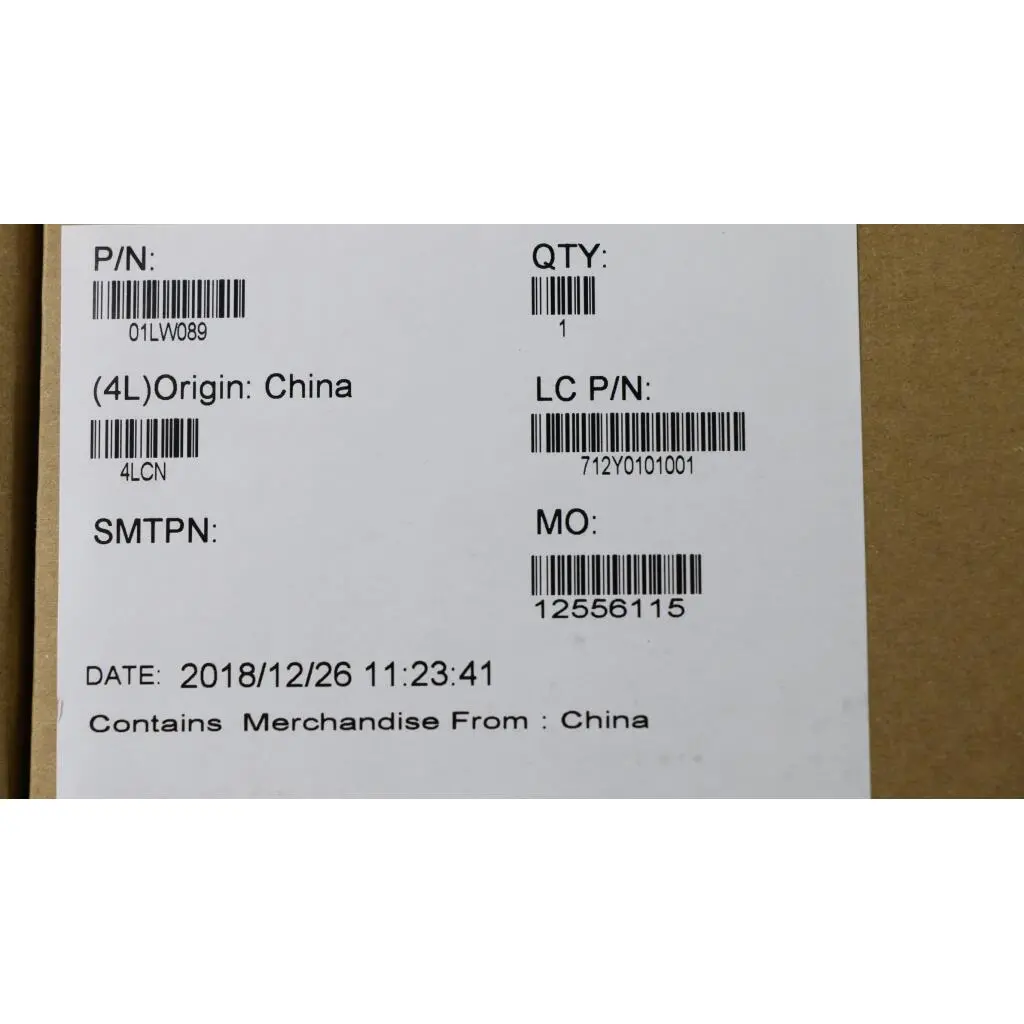 P/N:
01LW089
QTY:
1
(4L)Origin: China
4LCN
LC P/N:
712Y0101001
SMTPN:
MO:
12556115
DATE: 2018/12/26 11:23:41
Contains Merchandise From : China